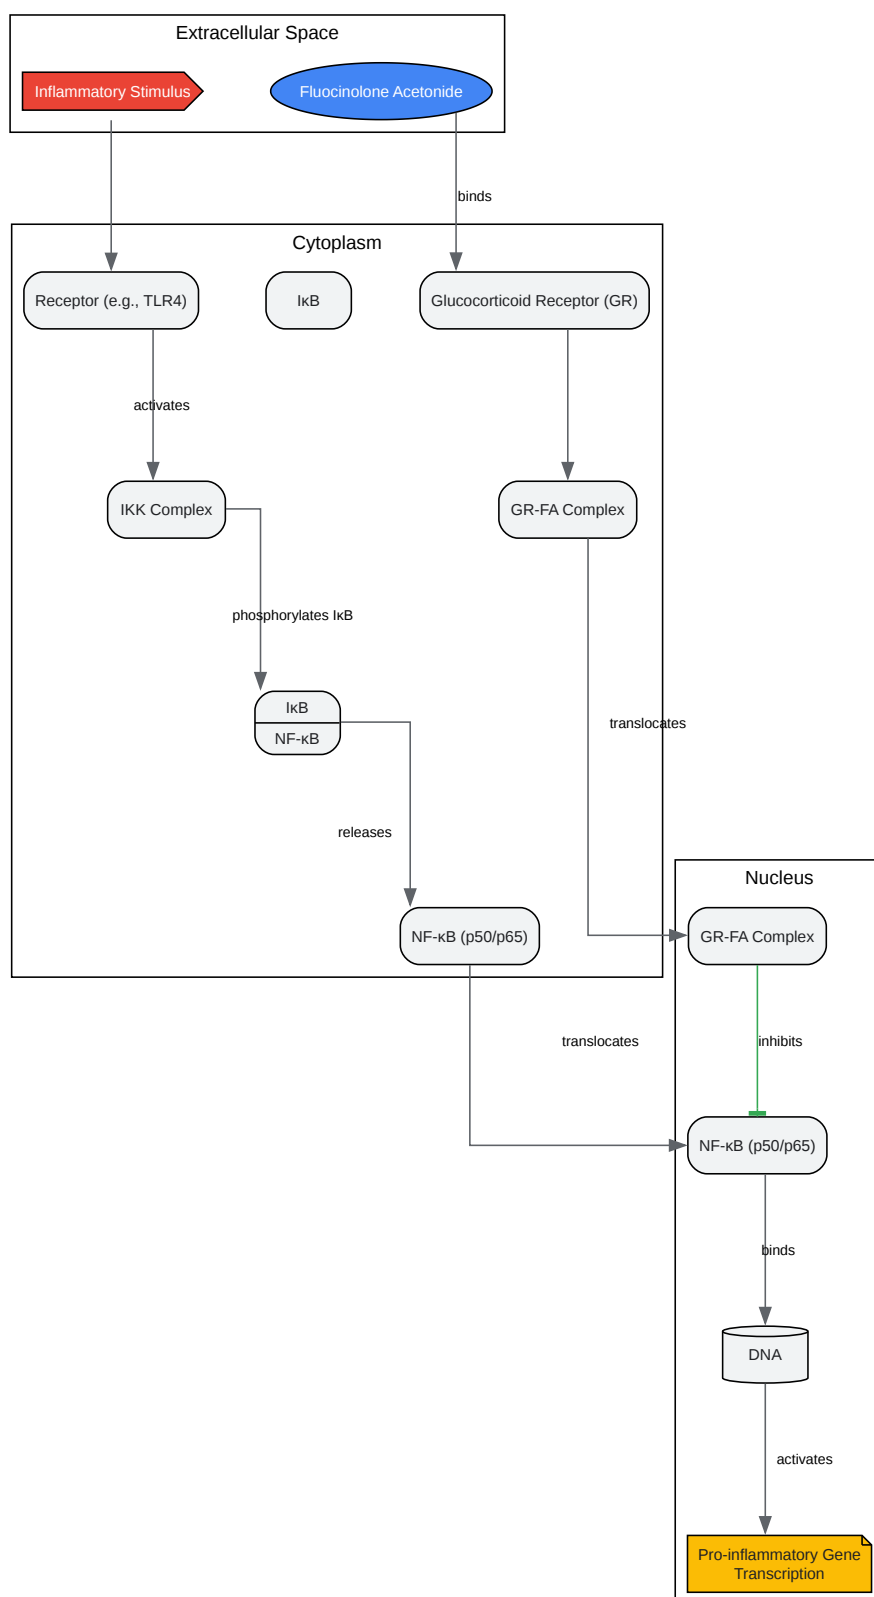 Extracellular Space
Inflammatory Stimulus
Fluocinolone Acetonide
binds
Cytoplasm
Receptor (e.g., TLR4)
IκB
Glucocorticoid Receptor (GR)
activates
IKK Complex
GR-FA Complex
phosphorylates IκB
IκB
NF-κB
translocates
releases
Nucleus
NF-κB (p50/p65)
GR-FA Complex
translocates
inhibits
NF-κB (p50/p65)
binds
DNA
activates
Pro-inflammatory Gene
Transcription